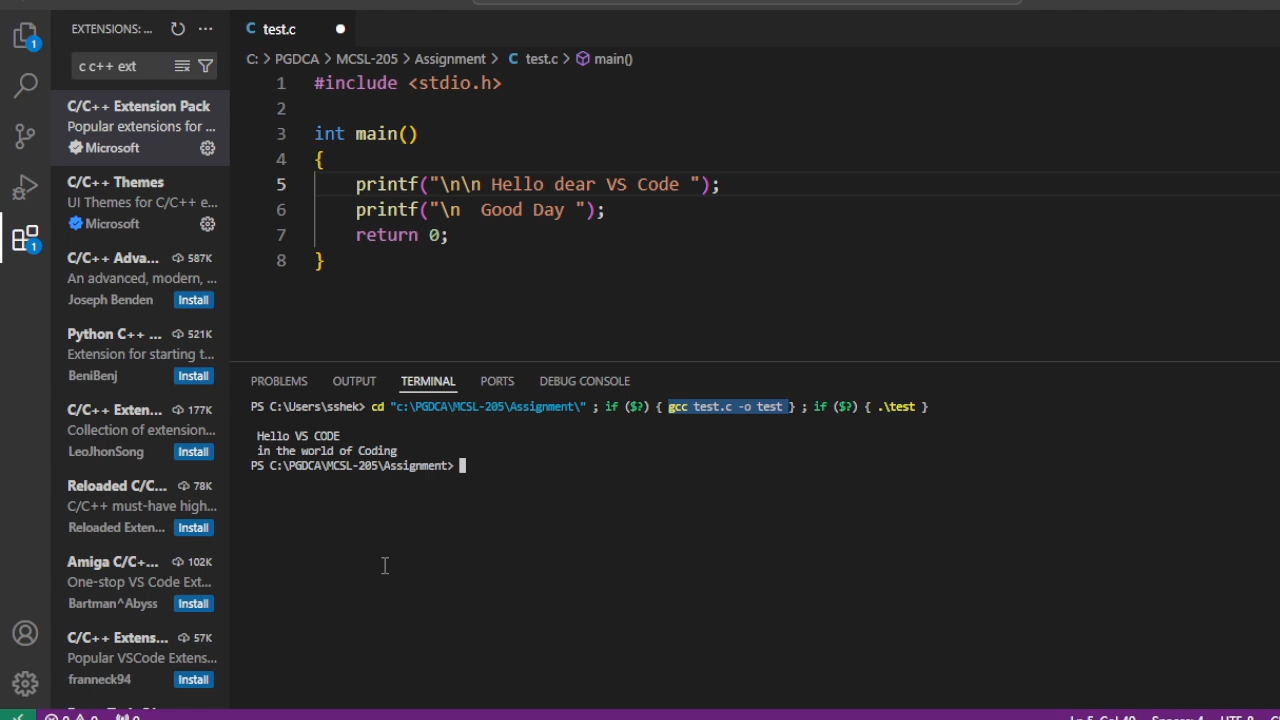 EXTENSIONS: ...
c c++ ext
C/C++ Extension Pack
Popular extensions for ...
Microsoft
C/C++ Themes
UI Themes for C/C++ e...
Microsoft
C/C++ Adva... 587K
An advanced, modern, ...
Joseph Benden Install
Python C++ ... 521K
Extension for starting t...
BeniBenj Install
C/C++ Exten... 177K
Collection of extension...
LeoJhonSong Install
Reloaded C/C... 78K
C/C++ must-have high...
Reloaded Exten... Install
Amiga C/C+... 102K
One-stop VS Code Ext...
Bartman^Abyss Install
C/C++ Extens... 57K
Popular VSCode Extens...
franneck94 Install
1
1
C test.c
C: > PGDCA > MCSL-205 > Assignment > C test.c > main()
1 #include <stdio.h>
2
3 int main()
4 {
5 printf("\n\n Hello dear VS Code ");
6 printf("\n  Good Day ");
7 return 0;
8 }
PROBLEMS OUTPUT TERMINAL PORTS DEBUG CONSOLE
PS C:\Users\sshek> cd "c:\PGDCA\MCSL-205\Assignment\" ; if ($?) { gcc test.c -o test } ; if ($?) { .\test }
Hello VS CODE
in the world of Coding
PS C:\PGDCA\MCSL-205\Assignment>